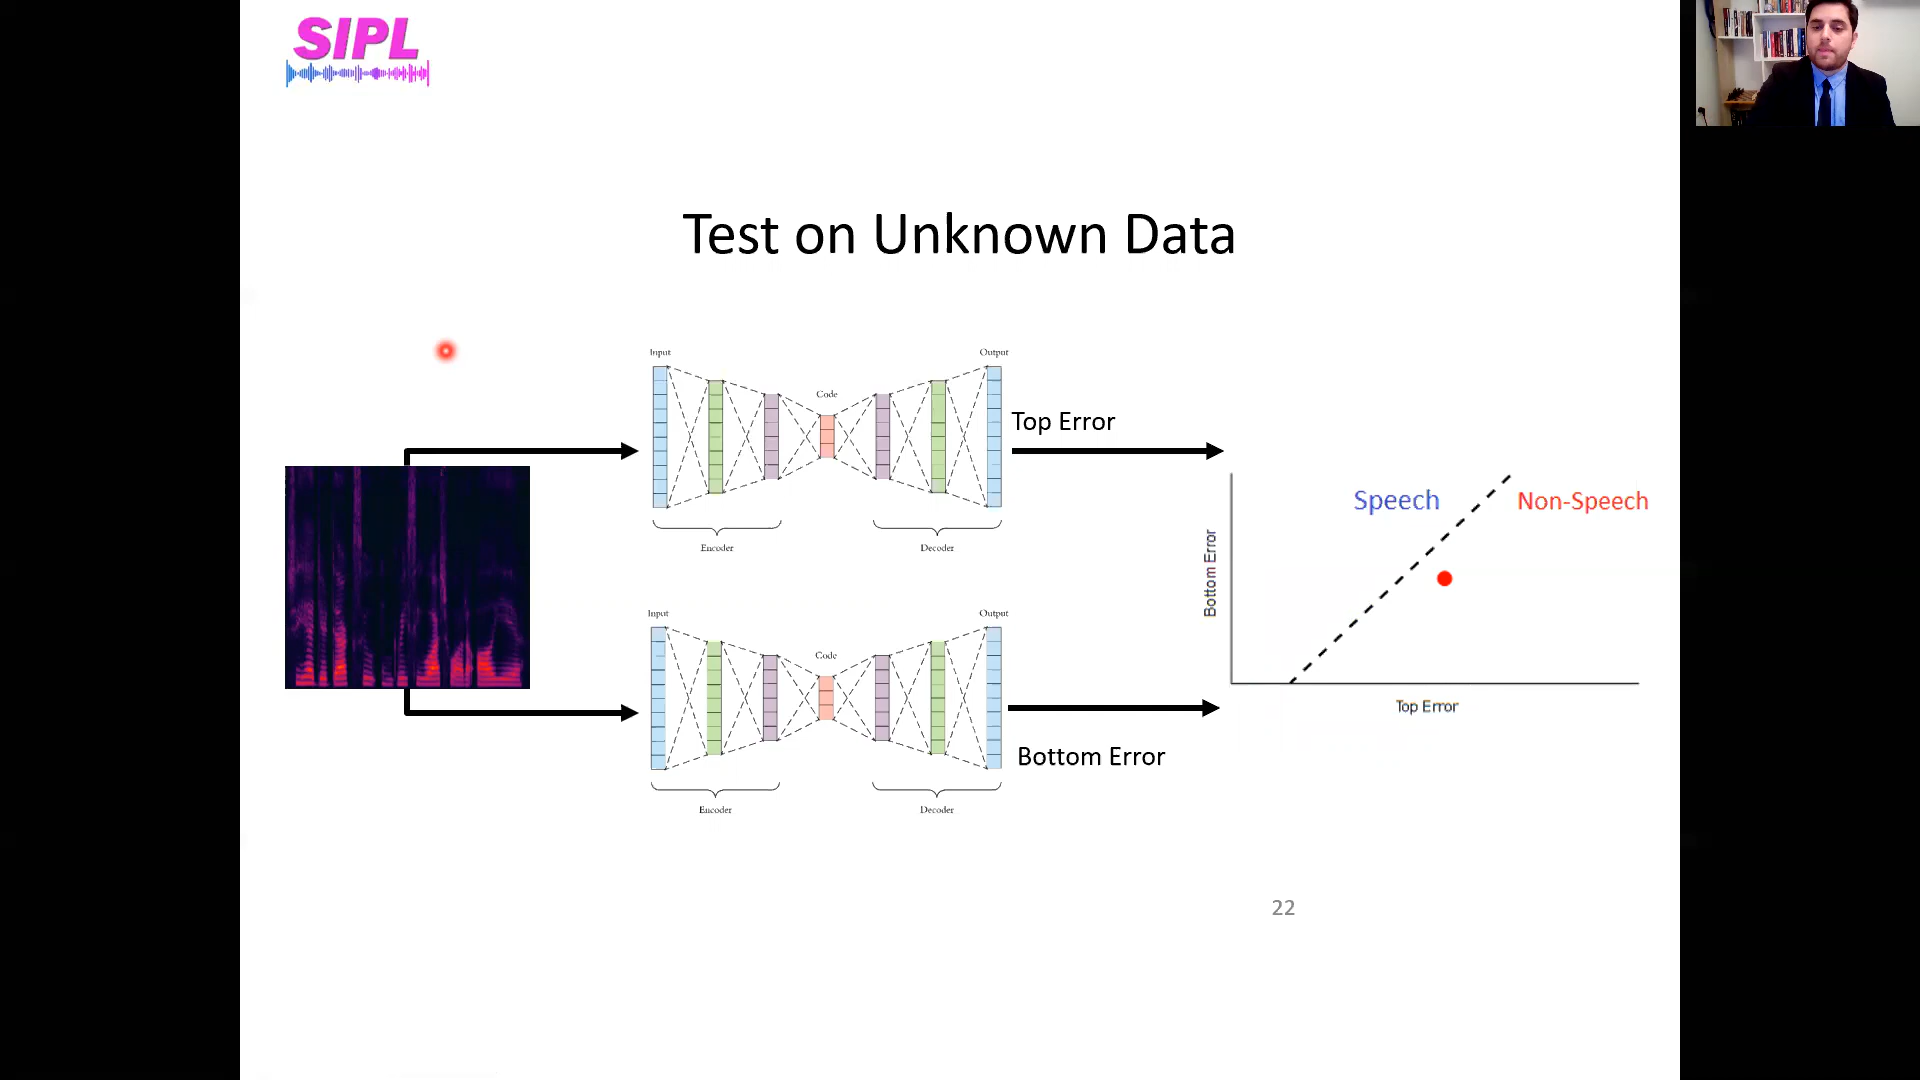 SIPL
Test on Unknown Data
Input
Output
Code
Top Error
Encoder
Decoder
Speech
Non-Speech
Bottom Error
Top Error
Input
Output
Code
Bottom Error
Encoder
Decoder
22